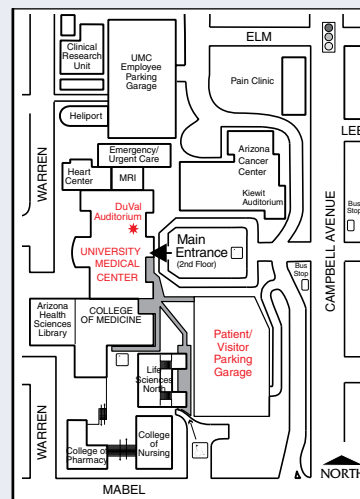 ELM
Clinical
Research
Unit
UMC
Employee
Parking
Garage
Pain Clinic
Heliport
LEE
Emergency/
Urgent Care
Arizona
Cancer
Center
WARREN
Heart
Center
MRI
Kiewit
Auditorium
DuVal
Auditorium
Bus
Stop
Main
Entrance
(2nd Floor)
UNIVERSITY
MEDICAL
CENTER
CAMPBELL AVENUE
Bus
Stop
Arizona
Health
Sciences
Library
COLLEGE
OF MEDICINE
Patient/
Visitor
Parking
Garage
Life
Sciences
North
WARREN
College of
Pharmacy
College
of
Nursing
NORTH
MABEL